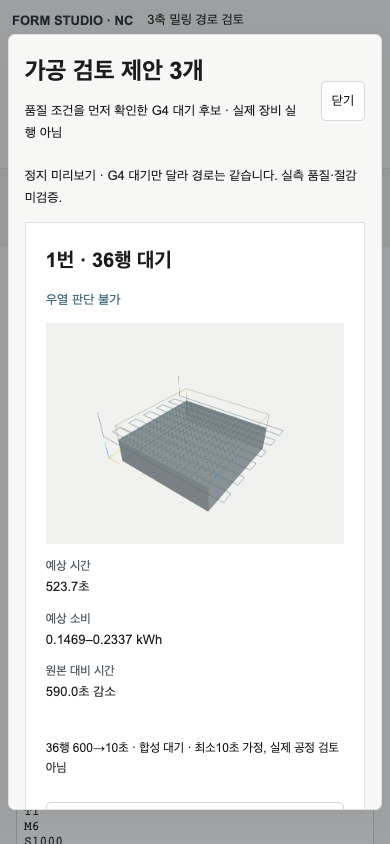 FORM STUDIO · NC 3축 밀링 경로 검토
가공 검토 제안 3개
품질 조건을 먼저 확인한 G4 대기 후보 · 실제 장비 실
행 아님
닫기
정지 미리보기 · G4 대기만 달라 경로는 같습니다. 실측 품질·절감
미검증.
1번 · 36행 대기
우열 판단 불가
예상 시간
523.7초
예상 소비
0.1469–0.2337 kWh
원본 대비 시간
590.0초 감소
36행 600→10초 · 합성 대기 · 최소10초 가정, 실제 공정 검토
아님
T1
M6
S1000